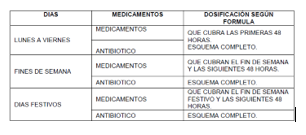 DIAS MEDICAMENTOS DOSIFICACIÓN SEGÚN
FORMULA
LUNES A VIERNES
MEDICAMENTOS QUE CUBRA LAS PRIMERAS 48
HORAS.
ANTIBIOTICO ESQUEMA COMPLETO.
FINES DE SEMANA
MEDICAMENTOS QUE CUBRAN EL FIN DE SEMANA
Y LAS SIGUIENTES 48 HORAS.
ANTIBIOTICO ESQUEMA COMPLETO.
DIAS FESTIVOS
MEDICAMENTOS QUE CUBRAN EL FIN DE SEMANA
FESTIVO Y LAS SIGUIENTES 48
HORAS.
ANTIBIOTICO ESQUEMA COMPLETO.